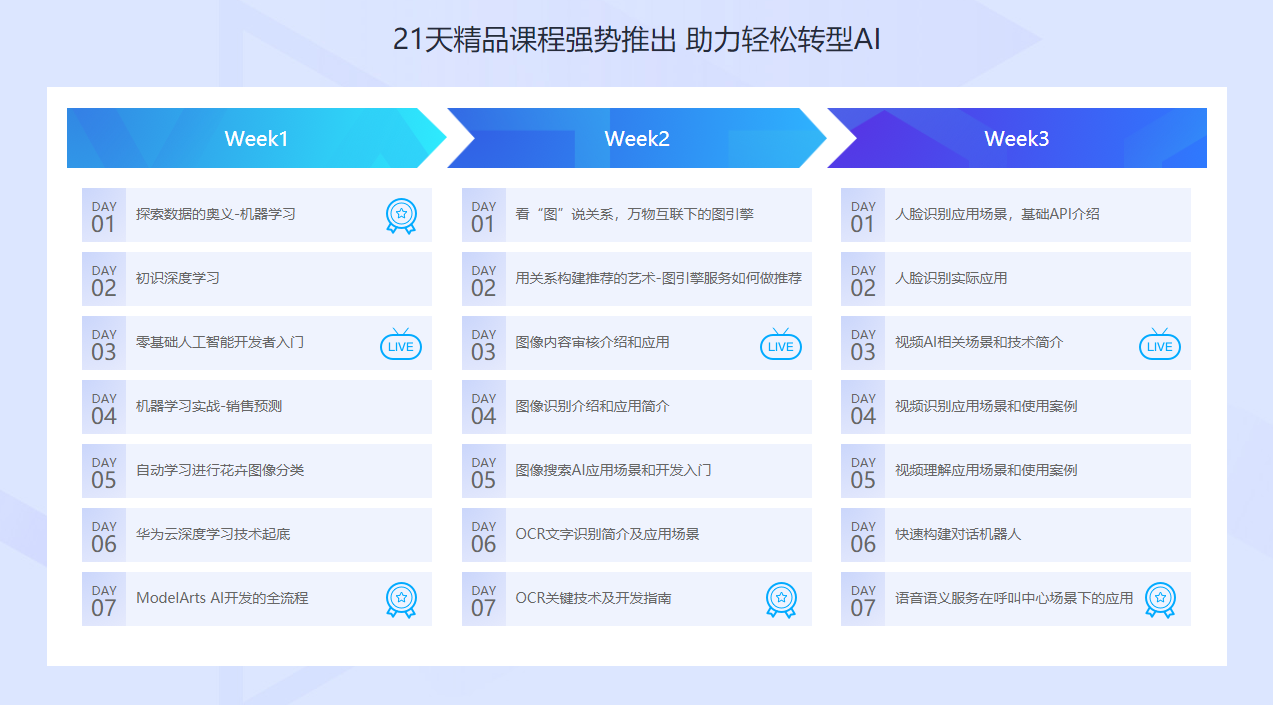 21天精品课程强势推出 助力轻松转型AI
Week1
DAY
01
探索数据的奥义-机器学习
DAY
02
初识深度学习
DAY
03
零基础人工智能开发者入门
LIVE
DAY
04
机器学习实战-销售预测
DAY
05
自动学习进行花卉图像分类
DAY
06
华为云深度学习技术起底
DAY
07
ModelArts AI开发的全流程
Week2
DAY
01
看“图”说关系，万物互联下的图引擎
DAY
02
用关系构建推荐的艺术-图引擎服务如何做推荐
DAY
03
图像内容审核介绍和应用
LIVE
DAY
04
图像识别介绍和应用简介
DAY
05
图像搜索AI应用场景和开发入门
DAY
06
OCR文字识别简介及应用场景
DAY
07
OCR关键技术及开发指南
Week3
DAY
01
人脸识别应用场景，基础API介绍
DAY
02
人脸识别实际应用
DAY
03
视频AI相关场景和技术简介
LIVE
DAY
04
视频识别应用场景和使用案例
DAY
05
视频理解应用场景和使用案例
DAY
06
快速构建对话机器人
DAY
07
语音语义服务在呼叫中心场景下的应用